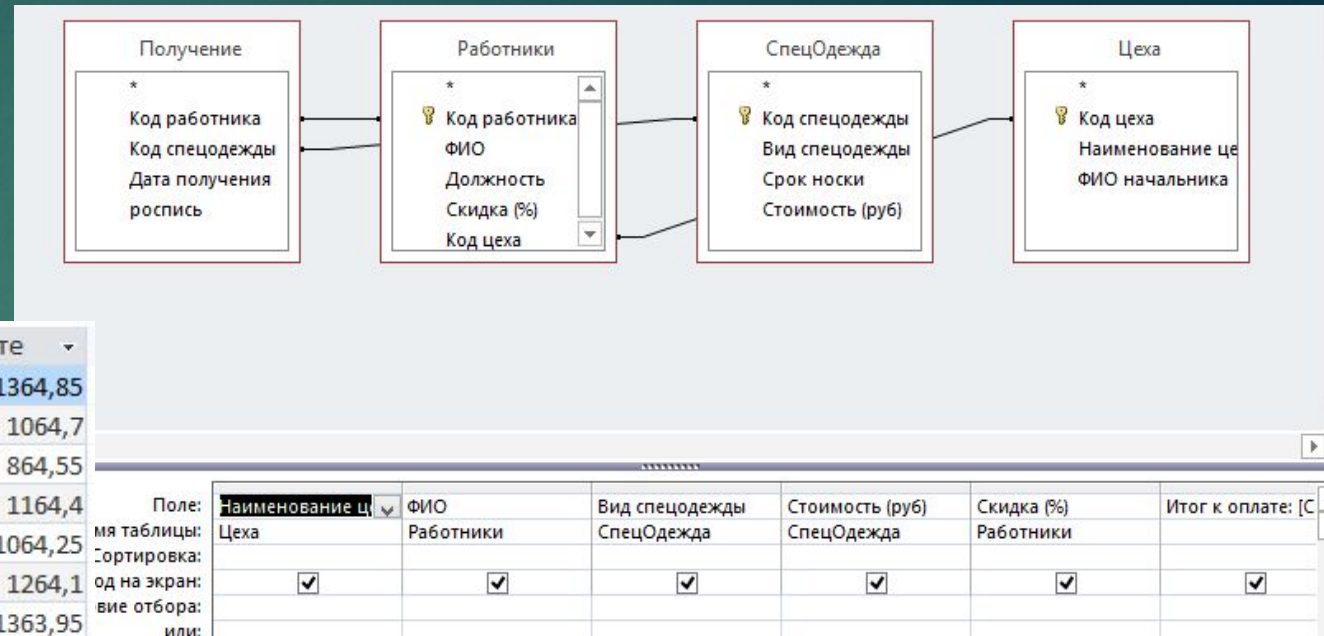 Получение
*
Код работника
Код спецодежды
Дата получения
роспись
Работники
*
Код работника
ФИО
Должность
Скидка (%)
Код цеха
СпецОдежда
*
Код спецодежды
Вид спецодежды
Срок носки
Стоимость (руб)
Цеха
*
Код цеха
Наименование це
ФИО начальника
те
1364,85
1064,7
864,55
1164,4
1064,25
1264,1
1363,95
Поле: Наименование ц ФИО Вид спецодежды Стоимость (руб) Скидка (%) Итог к оплате: [С
мя таблицы: Цеха Работники СпецОдежда СпецОдежда Работники
Сортировка:
од на экран:
вие отбора:
или: